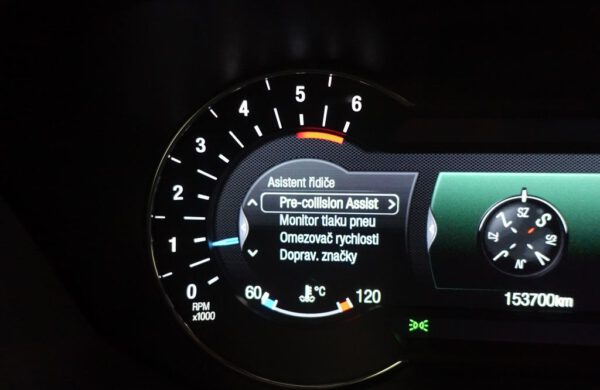 6
5
4
3
2
1
0
RPM
x1000
Asistent řidiče
Pre-collision Assist
Monitor tlaku pneu
Omezovač rychlosti
Doprav. značky
60 °C 120
SZ
S
Z
J
153700km